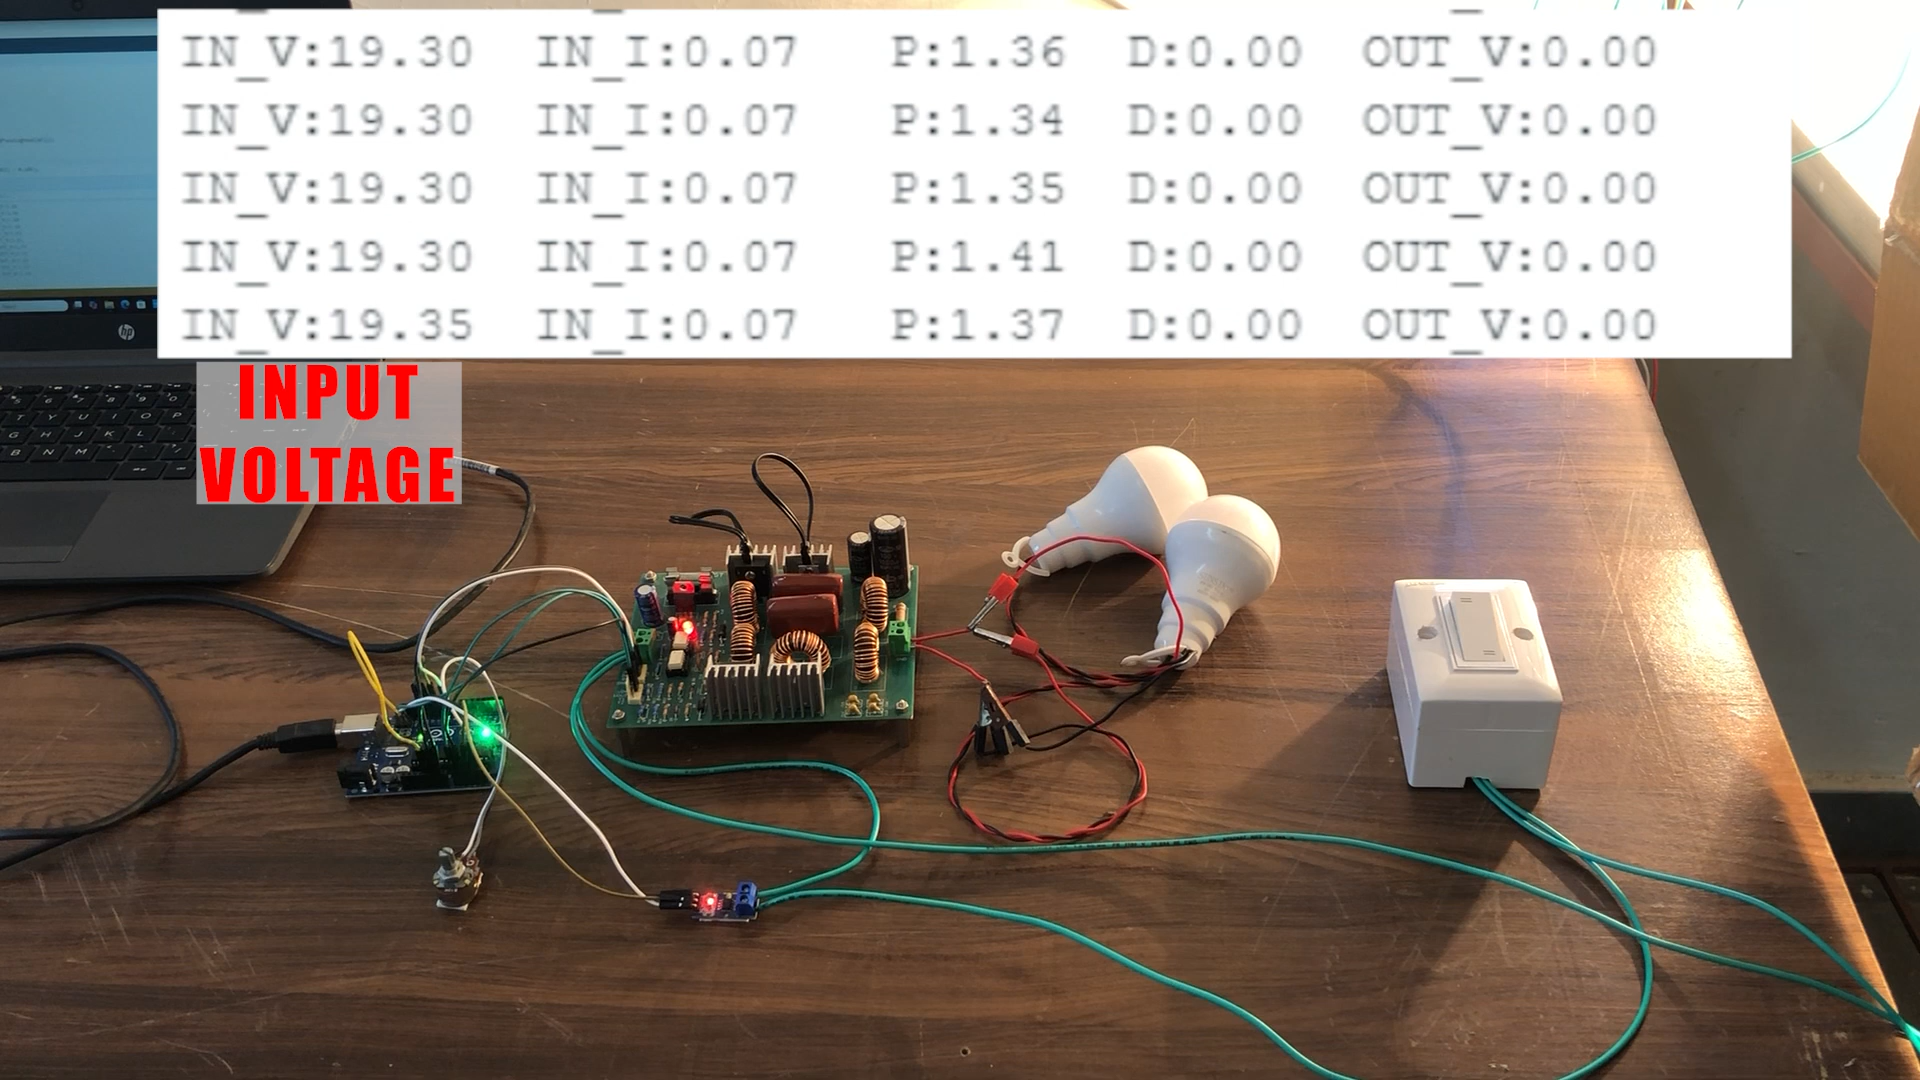 IN_V:19.30 IN_I:0.07 P:1.36 D:0.00 OUT_V:0.00
IN_V:19.30 IN_I:0.07 P:1.34 D:0.00 OUT_V:0.00
IN_V:19.30 IN_I:0.07 P:1.35 D:0.00 OUT_V:0.00
IN_V:19.30 IN_I:0.07 P:1.41 D:0.00 OUT_V:0.00
IN_V:19.35 IN_I:0.07 P:1.37 D:0.00 OUT_V:0.00
hp
INPUT
VOLTAGE